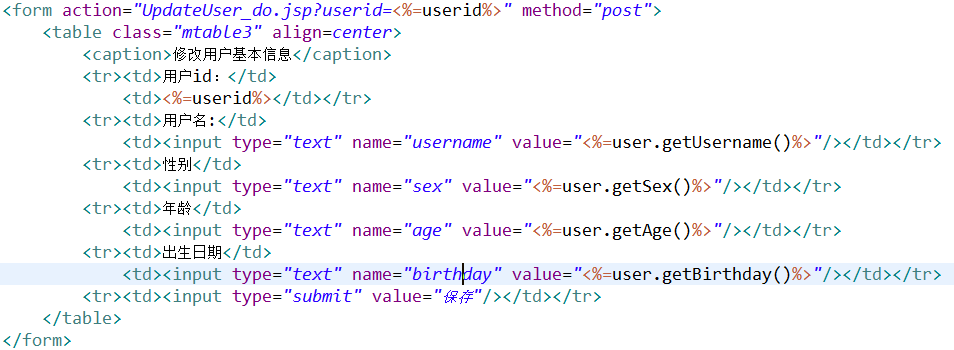 <form action="UpdateUser_do.jsp?userid=<%=userid%>" method="post">
<table class="mtable3" align=center>
<caption>修改用户基本信息</caption>
<tr><td>用户id：</td>
<td><%=userid%></td></tr>
<tr><td>用户名:</td>
<td><input type="text" name="username" value="<%=user.getUsername()%>"/></td></tr>
<tr><td>性别</td>
<td><input type="text" name="sex" value="<%=user.getSex()%>"/></td></tr>
<tr><td>年龄</td>
<td><input type="text" name="age" value="<%=user.getAge()%>"/></td></tr>
<tr><td>出生日期</td>
<td><input type="text" name="birthday" value="<%=user.getBirthday()%>"/></td></tr>
<tr><td><input type="submit" value="保存"/></td></tr>
</table>
</form>